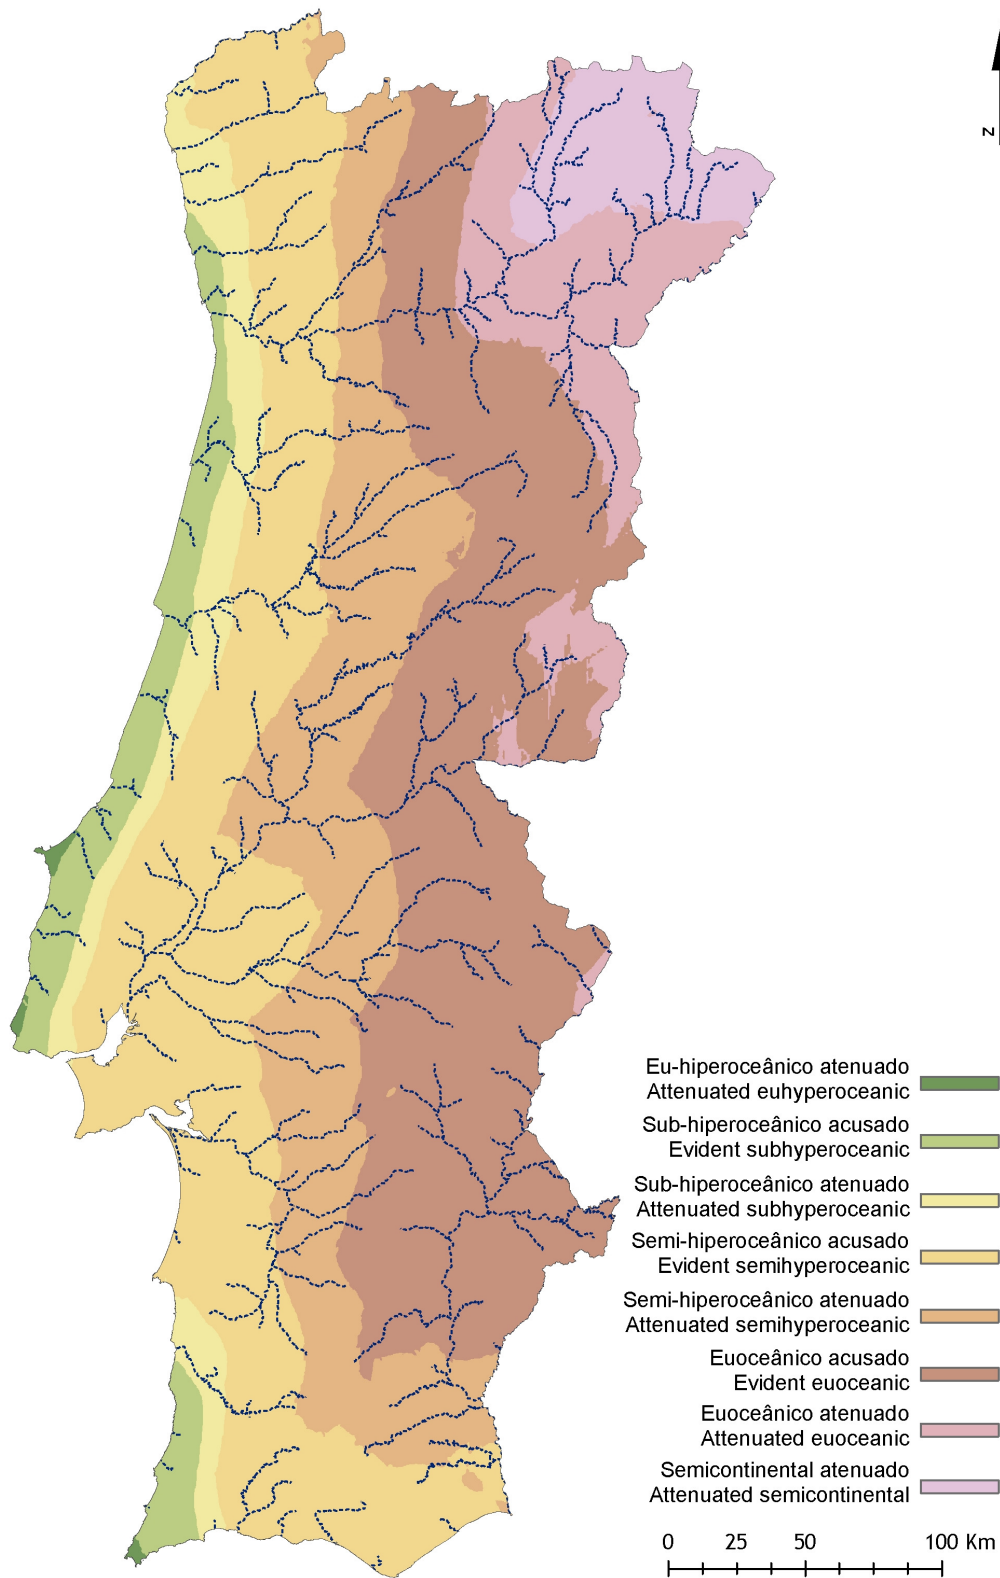 N
Eu-hiperoceânico atenuado
Attenuated euhyperoceanic
Sub-hiperoceânico acusado
Evident subhyperoceanic
Sub-hiperoceânico atenuado
Attenuated subhyperoceanic
Semi-hiperoceânico acusado
Evident semihyperoceanic
Semi-hiperoceânico atenuado
Attenuated semihyperoceanic
Euoceânico acusado
Evident euoceanic
Euoceânico atenuado
Attenuated euoceanic
Semicontinental atenuado
Attenuated semicontinental
0 25 50 100 Km